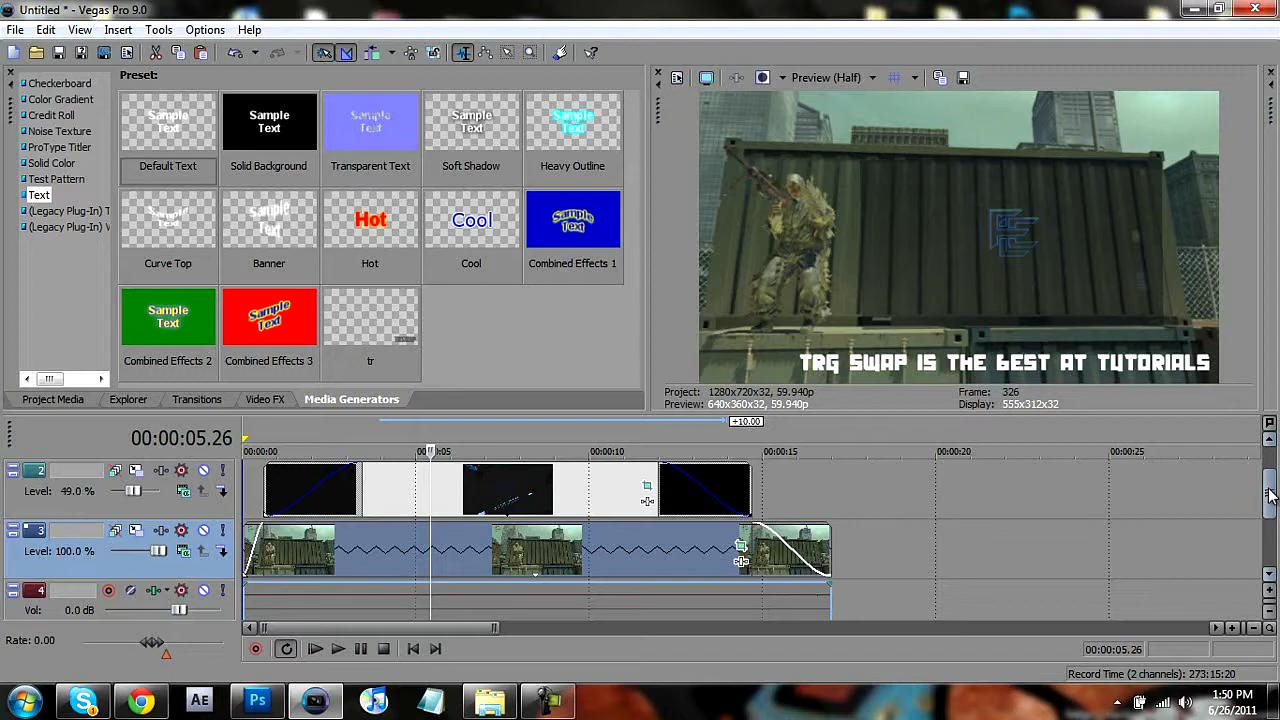 Untitled * - Vegas Pro 9.0
File Edit View Insert Tools Options Help
Checkerboard
Color Gradient
Credit Roll
Noise Texture
ProType Titler
Solid Color
Test Pattern
Text
(Legacy Plug-In) T
(Legacy Plug-In)
Preset:
Sample Text
Sample Text
Sample Text
Sample Text
Sample Text
Default Text
Solid Background
Transparent Text
Soft Shadow
Heavy Outline
Sample Text
Sample Text
Hot
Cool
Sample Text
Curve Top
Banner
Hot
Cool
Combined Effects 1
Sample Text
Sample Text
Combined Effects 2
Combined Effects 3
tr
Project Media Explorer Transitions Video FX Media Generators
Preview (Half)
TRG SWAP IS THE BEST AT TUTORIALS
Project: 1280x720x32, 59.940p
Frame: 326
Preview: 640x360x32, 59.940p
Display: 555x312x32
00:00:05.26
+10.00
00:00:00
00:00:05
00:00:10
00:00:15
00:00:20
00:00:25
2
Level: 49.0 %
3
Level: 100.0 %
4
Vol: 0.0 dB
Rate: 0.00
00:00:05.26
Record Time (2 channels): 273:15:20
Ae
Ps
1:50 PM
6/26/2011